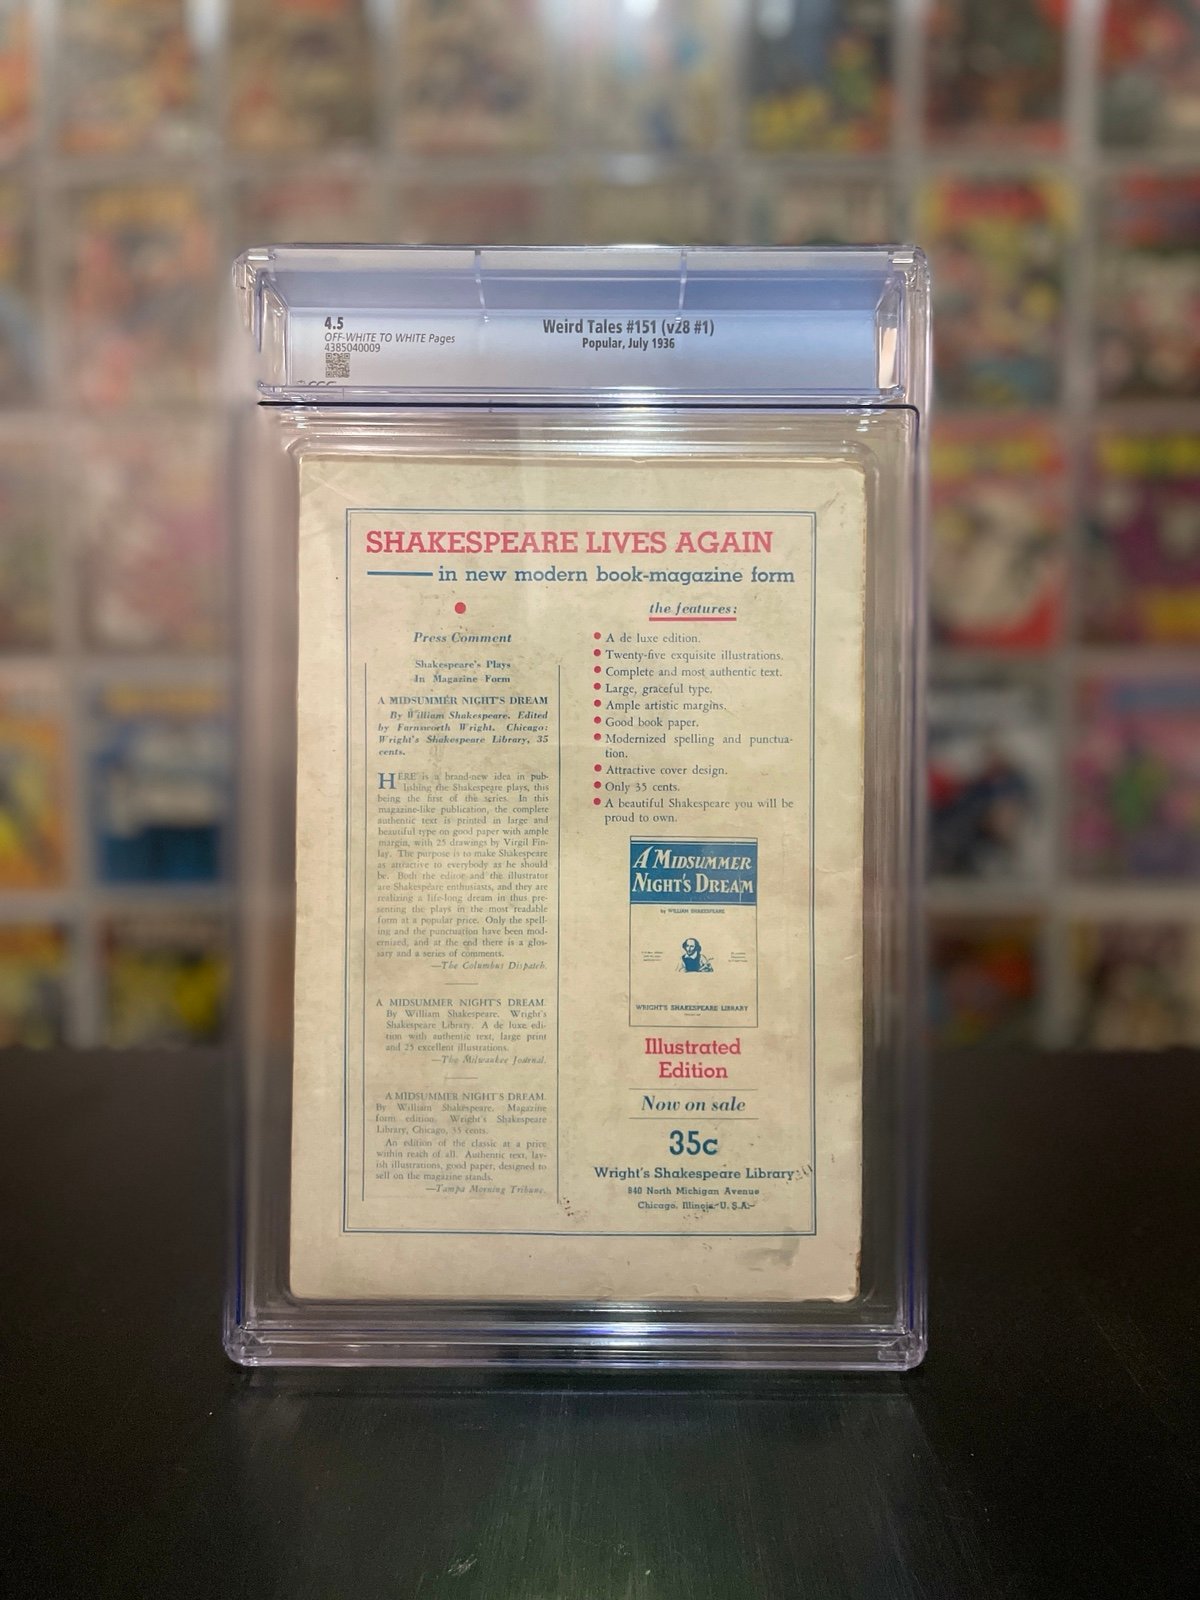 4.5
OFF-WHITE TO WHITE Pages
4385040009
Weird Tales #151 (v28 #1)
Popular, July 1936
SHAKESPEARE LIVES AGAIN
in new modern book-magazine form
Press Comment
Shakespeare's Plays
In Magazine Form
A MIDSUMMER NIGHT'S DREAM
By William Shakespeare. Edited
by Farnsworth Wright. Chicago:
Wright's Shakespeare Library, 35
cents.
HERE is a brand-new idea in pub-
lishing the Shakespeare plays, this
being the first of the series. In this
magazine-like publication, the complete
authentic text is printed in large and
beautiful type on good paper with ample
margin, with 25 drawings by Virgil Fin-
lay. The purpose is to make Shakespeare
as attractive to everybody as he should
be. Both the editor and the illustrator
are Shakespeare enthusiasts, and they are
realizing a life-long dream in thus pre-
senting the plays in the most readable
form at a popular price. Only the spell-
ing and the punctuation have been mod-
ernized, and at the end there is a glos-
sary and a series of comments.
—The Columbus Dispatch.
A MIDSUMMER NIGHT'S DREAM.
By William Shakespeare. Wright's
Shakespeare Library. A de luxe edi-
tion with authentic text, large print
and 25 excellent illustrations.
—The Milwaukee Journal.
A MIDSUMMER NIGHT'S DREAM.
By William Shakespeare. Magazine
form edition. Wright's Shakespeare
Library, Chicago, 35 cents.
An edition of the classic at a price
within reach of all. Authentic text, lav-
ish illustrations, good paper, designed to
sell on the magazine stands.
—Tampa Morning Tribune.
the features:
A de luxe edition.
Twenty-five exquisite illustrations.
Complete and most authentic text.
Large, graceful type.
Ample artistic margins.
Good book paper.
Modernized spelling and punctua-
tion.
Attractive cover design.
Only 35 cents.
A beautiful Shakespeare you will be
proud to own.
A MIDSUMMER
NIGHT'S DREAM
by WILLIAM SHAKESPEARE
WRIGHT'S SHAKESPEARE LIBRARY
Illustrated
Edition
Now on sale
35c
Wright's Shakespeare Library
840 North Michigan Avenue
Chicago, Illinois, U. S. A.